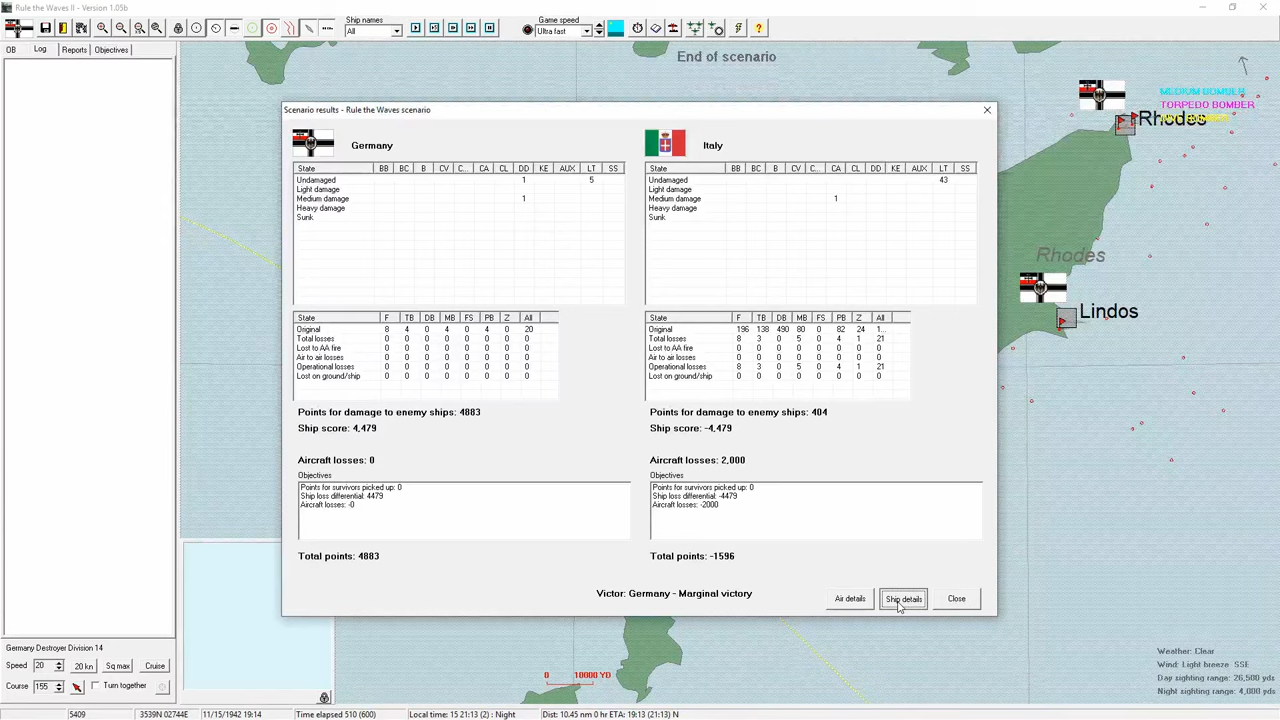 Rule the Waves II - Version 1.05b
Ship names
All
Game speed
Ultra fast
OB Log Reports Objectives
End of scenario
MEDIUM BOMBER
TORPEDO BOMBER
Rhodes
Rhodes
Lindos
Scenario results - Rule the Waves scenario
Germany
State BB BC B CV C... CA CL DD KE AUX LT SS
Undamaged 1 5
Light damage
Medium damage 1
Heavy damage
Sunk
State F TB DB MB FS PB Z All
Original 8 4 0 4 0 4 0 20
Total losses 0 0 0 0 0 0 0 0
Lost to AA fire 0 0 0 0 0 0 0 0
Air to air losses 0 0 0 0 0 0 0 0
Operational losses 0 0 0 0 0 0 0 0
Lost on ground/ship 0 0 0 0 0 0 0 0
Points for damage to enemy ships: 4883
Ship score: 4,479
Aircraft losses: 0
Objectives
Points for survivors picked up: 0
Ship loss differential: 4479
Aircraft losses: -0
Total points: 4883
Italy
State BB BC B CV C... CA CL DD KE AUX LT SS
Undamaged 43
Light damage
Medium damage 1
Heavy damage
Sunk
State F TB DB MB FS PB Z All
Original 196 138 490 80 0 82 24 1...
Total losses 8 3 0 5 0 4 1 21
Lost to AA fire 0 0 0 0 0 0 0 0
Air to air losses 0 0 0 0 0 0 0 0
Operational losses 8 3 0 5 0 4 1 21
Lost on ground/ship 0 0 0 0 0 0 0 0
Points for damage to enemy ships: 404
Ship score: -4,479
Aircraft losses: 2,000
Objectives
Points for survivors picked up: 0
Ship loss differential: -4479
Aircraft losses: -2000
Total points: -1596
Victor: Germany - Marginal victory
Air details Ship details Close
Germany Destroyer Division 14
Speed 20 20 kn Sq max Cruise
Course 155 Turn together
0 10000 YD
Weather: Clear
Wind: Light breeze SSE
Day sighting range: 26,500 yds
Night sighting range: 4,000 yds
5409 3539N 02744E 11/15/1942 19:14 Time elapsed 510 (600) Local time: 15 21:13 (2) : Night Dist: 10.45 nm 0 hr ETA: 19:13 (21:13) N